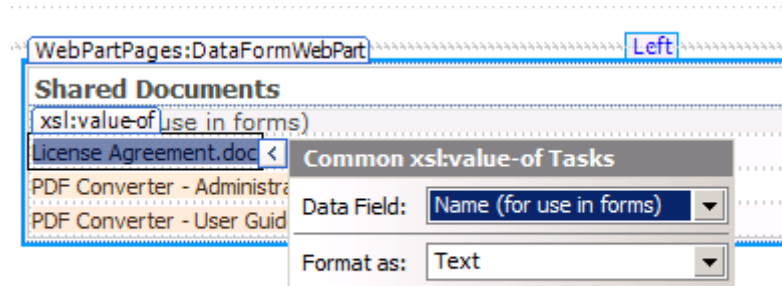 WebPartPages:DataFormWebPart
Left
Shared Documents
xsl:value-of use in forms)
License Agreement.doc <
Common xsl:value-of Tasks
PDF Converter - Administra
Data Field: Name (for use in forms)
PDF Converter - User Guid
Format as: Text